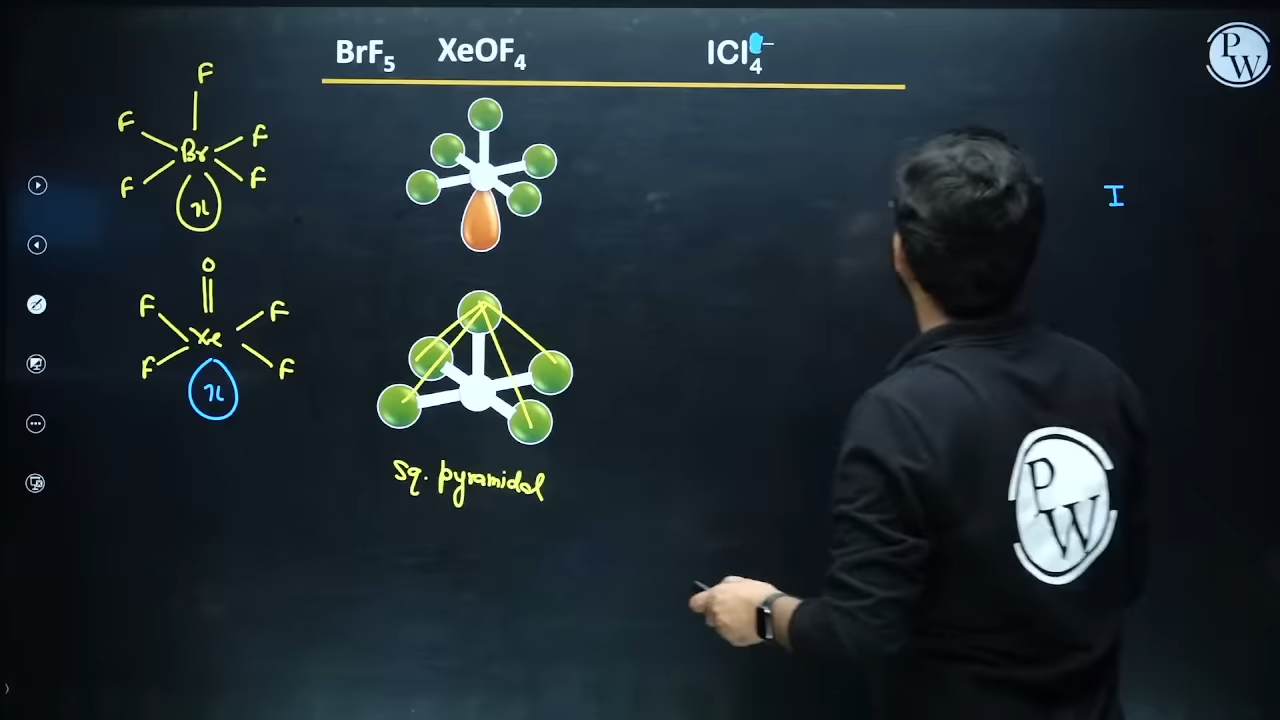 BrF5 XeOF4 ICl4-
F
F F
Br
F F
n
O
F F
Xe
F F
n
Sq. pyramidal
I
PW
PW